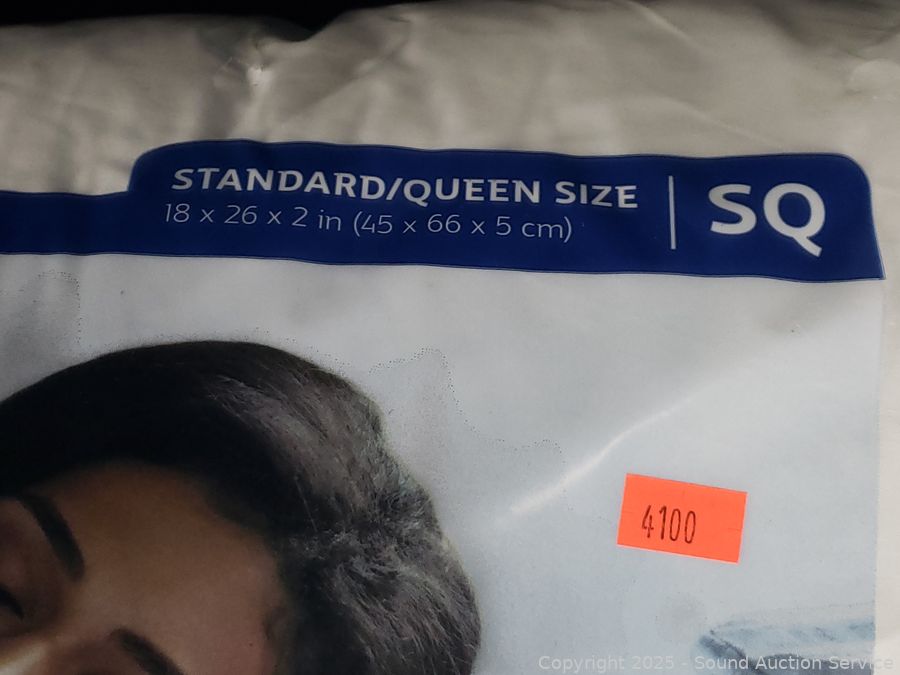 STANDARD/QUEEN SIZE
18 x 26 x 2 in (45 x 66 x 5 cm)
SQ
4100
Copyright 2025 - Sound Auction Service